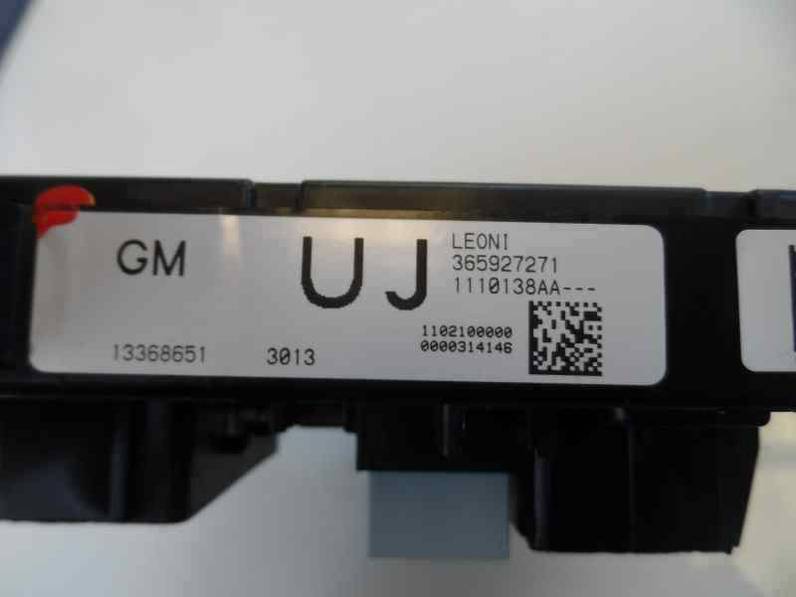 GM
UJ
LEONI
365927271
1110138AA---
1102100000
0000314146
13368651
3013